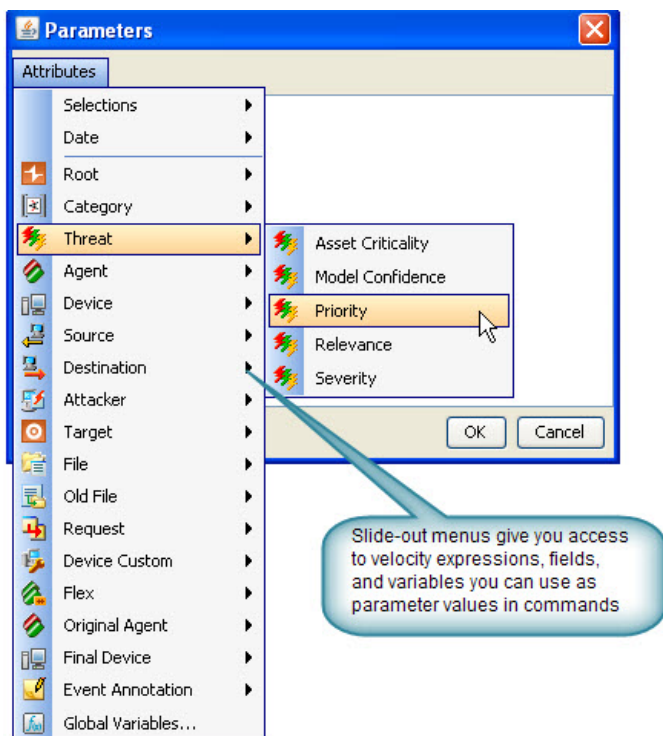 Parameters
Attributes
Selections
Date
Root
Category
Threat
Agent
Device
Source
Destination
Attacker
Target
File
Old File
Request
Device Custom
Flex
Original Agent
Final Device
Event Annotation
Global Variables...
Asset Criticality
Model Confidence
Priority
Relevance
Severity
OK
Cancel
Slide-out menus give you access
to velocity expressions, fields,
and variables you can use as
parameter values in commands